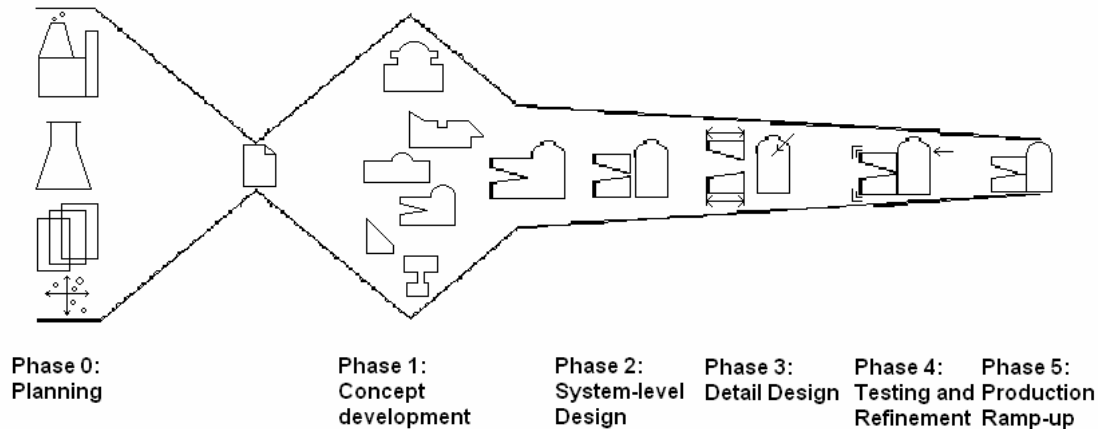 Phase 0:
Planning
Phase 1:
Concept
development
Phase 2:
System-level
Design
Phase 3:
Detail Design
Phase 4:
Testing and
Refinement
Phase 5:
Production
Ramp-up